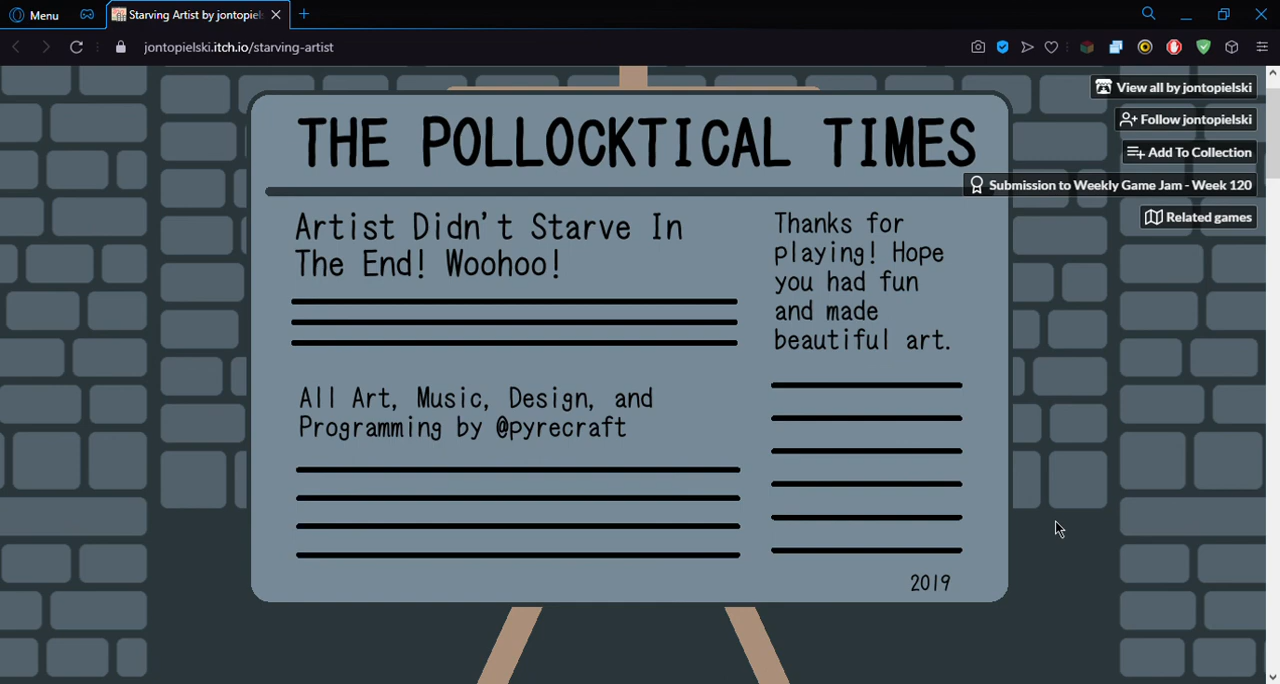 Menu
Starving Artist by jontopielsk
jontopielski.itch.io/starving-artist
View all by jontopielski
Follow jontopielski
Add To Collection
Submission to Weekly Game Jam - Week 120
Related games
THE POLLOCKTICAL TIMES
Artist Didn't Starve In
The End! Woohoo!
All Art, Music, Design, and
Programming by @pyrecraft
Thanks for
playing! Hope
you had fun
and made
beautiful art.
2019